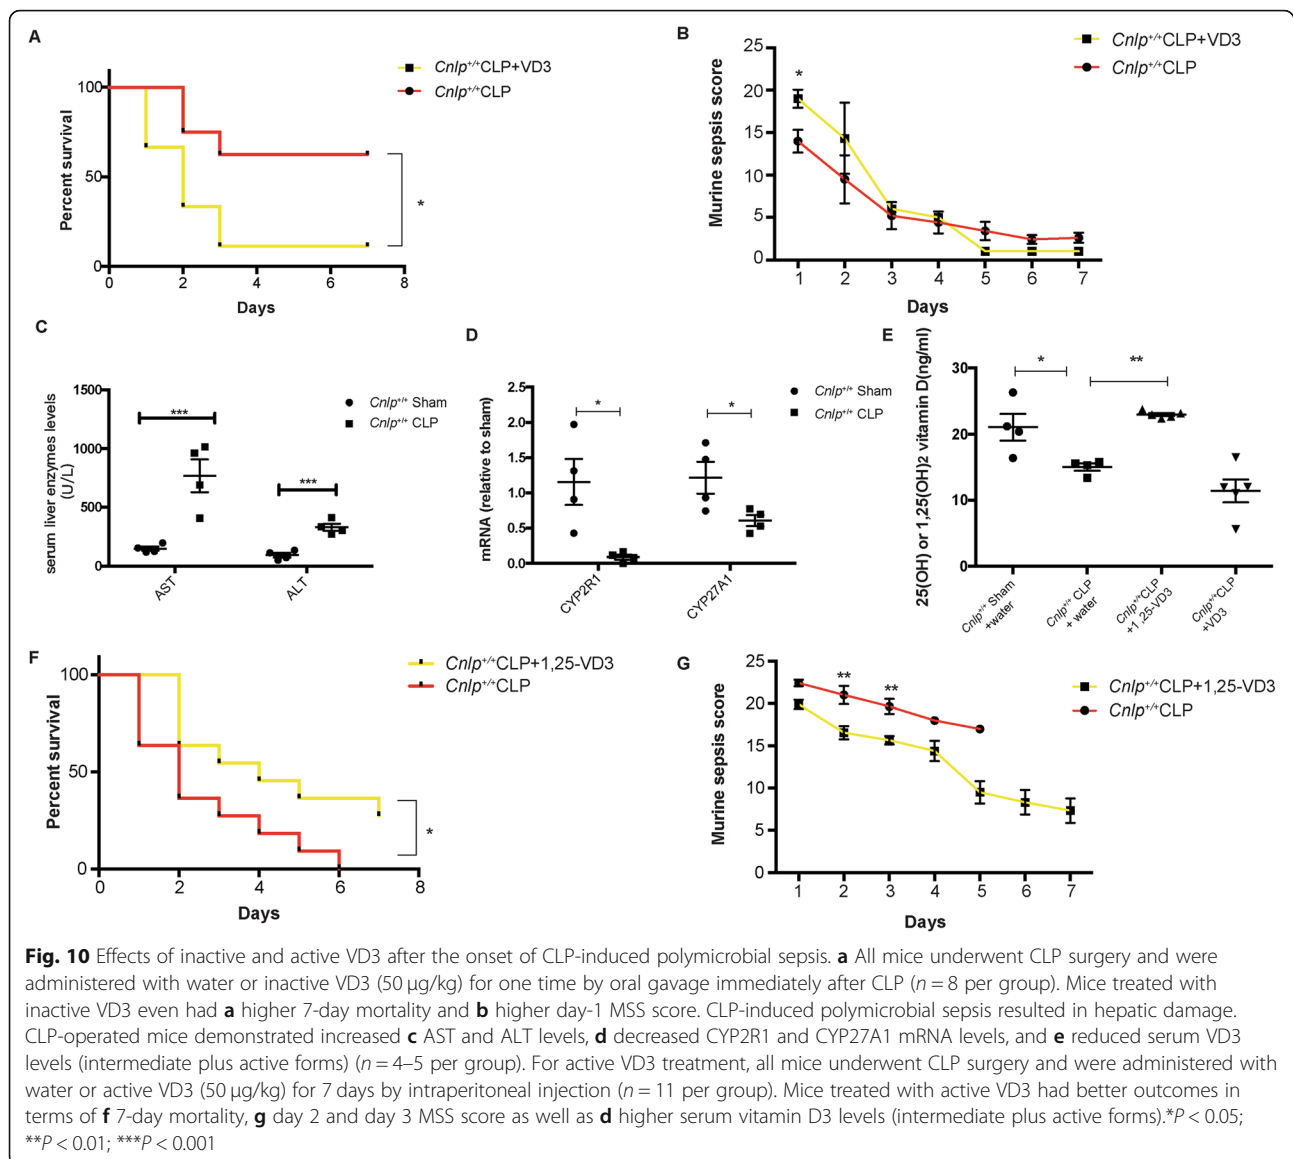 A
Cnlp+/+CLP+VD3
Cnlp+/+CLP
100
50
0
Percent survival
0 2 4 6 8
Days
*
B
Cnlp+/+CLP+VD3
Cnlp+/+CLP
25
20
15
10
5
0
Murine sepsis score
*
1 2 3 4 5 6 7
Days
C
serum liver enzymes levels
(U/L)
1500
1000
500
0
***
***
AST
ALT
Cnlp+/+ Sham
Cnlp+/+ CLP
D
mRNA (relative to sham)
2.5
2.0
1.5
1.0
0.5
0.0
*
*
CYP2R1
CYP27A1
Cnlp+/+ Sham
Cnlp+/+ CLP
E
25(OH) or 1,25(OH)2 vitamin D(ng/ml)
30
20
10
0
*
**
Cnlp+/+ Sham
+water
Cnlp+/+ CLP
+ water
Cnlp+/+CLP
+1,25-VD3
Cnlp+/+CLP
+VD3
F
Cnlp+/+CLP+1,25-VD3
Cnlp+/+CLP
100
50
0
Percent survival
0 2 4 6 8
Days
*
G
Cnlp+/+CLP+1,25-VD3
Cnlp+/+CLP
25
20
15
10
5
0
Murine sepsis score
**
**
1 2 3 4 5 6 7
Days
Fig. 10 Effects of inactive and active VD3 after the onset of CLP-induced polymicrobial sepsis. a All mice underwent CLP surgery and were
administered with water or inactive VD3 (50 µg/kg) for one time by oral gavage immediately after CLP (n = 8 per group). Mice treated with
inactive VD3 even had a higher 7-day mortality and b higher day-1 MSS score. CLP-induced polymicrobial sepsis resulted in hepatic damage.
CLP-operated mice demonstrated increased c AST and ALT levels, d decreased CYP2R1 and CYP27A1 mRNA levels, and e reduced serum VD3
levels (intermediate plus active forms) (n = 4–5 per group). For active VD3 treatment, all mice underwent CLP surgery and were administered with
water or active VD3 (50 µg/kg) for 7 days by intraperitoneal injection (n = 11 per group). Mice treated with active VD3 had better outcomes in
terms of f 7-day mortality, g day 2 and day 3 MSS score as well as d higher serum vitamin D3 levels (intermediate plus active forms).*P < 0.05;
**P < 0.01; ***P < 0.001